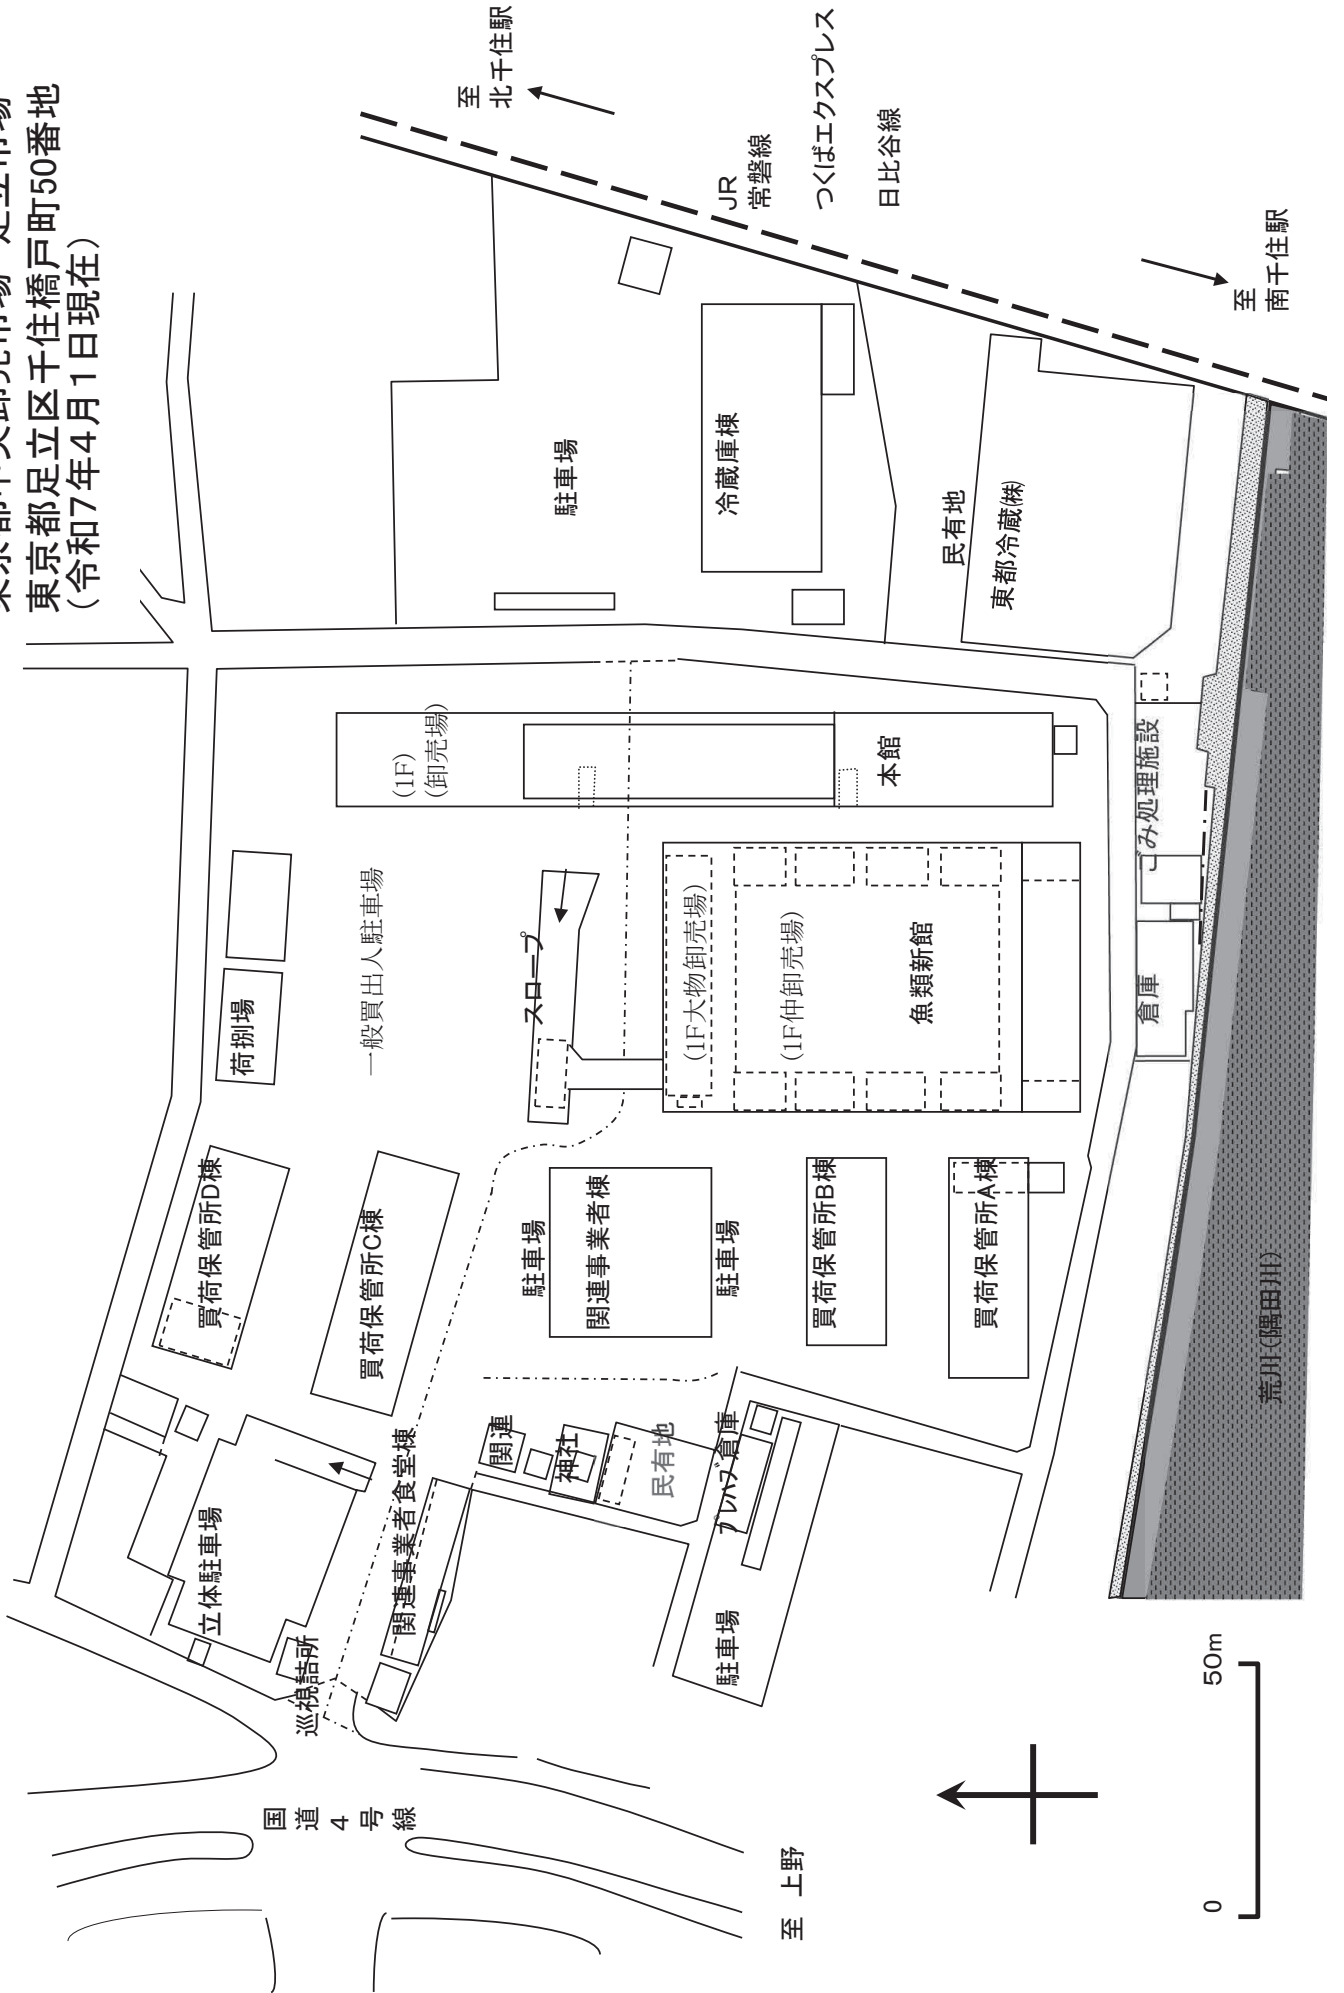 東京都足立区千住橋戸町50番地
(令和7年4月1日現在)
至
北千住駅
JR
常磐線
つくばエクスプレス
日比谷線
至
南千住駅
駐車場
冷蔵庫棟
民有地
東都冷蔵㈱
(1F)
(卸売場)
本館
ごみ処理施設
倉庫
荷捌場
一般買出人駐車場
スロープ
(1F大物卸売場)
(1F仲卸売場)
魚類新館
買荷保管所D棟
買荷保管所C棟
駐車場
関連事業者棟
駐車場
買荷保管所B棟
買荷保管所A棟
立体駐車場
巡視詰所
関連事業者食堂棟
関連
神社
民有地
プレハブ倉庫
駐車場
荒川(隅田川)
国道4号線
至 上野
0
50m